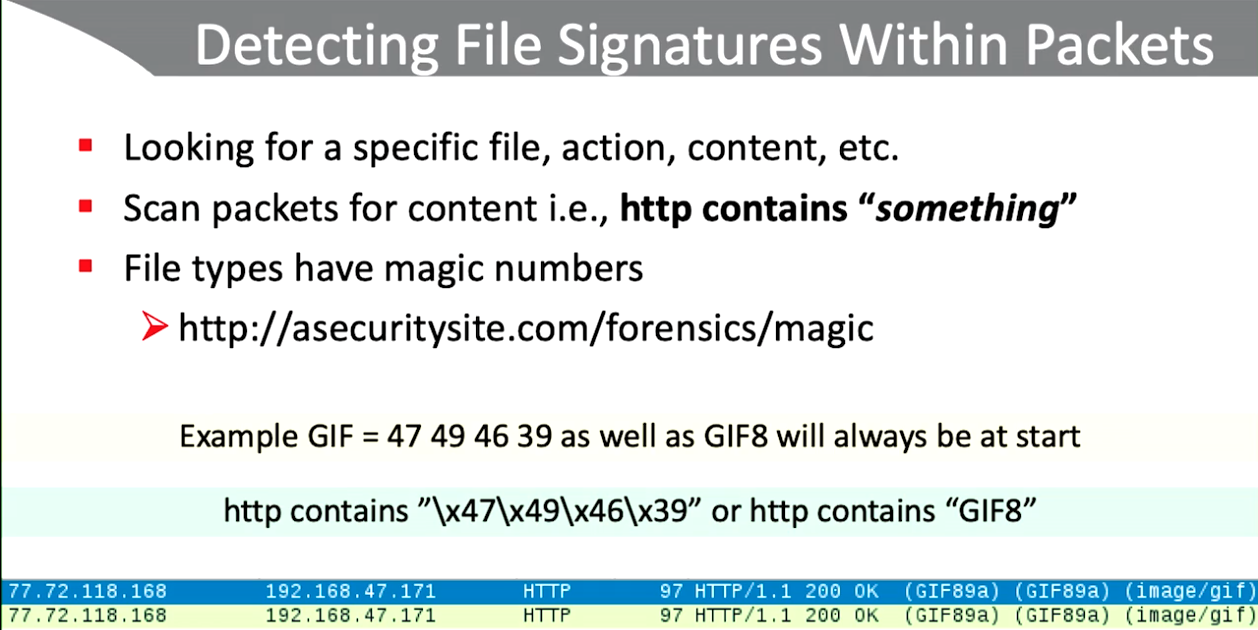 Detecting File Signatures Within Packets
Looking for a specific file, action, content, etc.
Scan packets for content i.e., http contains “something”
File types have magic numbers
http://asecuritysite.com/forensics/magic
Example GIF = 47 49 46 39 as well as GIF8 will always be at start
http contains ”\x47\x49\x46\x39” or http contains “GIF8”
77.72.118.168 192.168.47.171 HTTP 97 HTTP/1.1 200 OK (GIF89a) (GIF89a) (image/gif)
77.72.118.168 192.168.47.171 HTTP 97 HTTP/1.1 200 OK (GIF89a) (GIF89a) (image/gif)